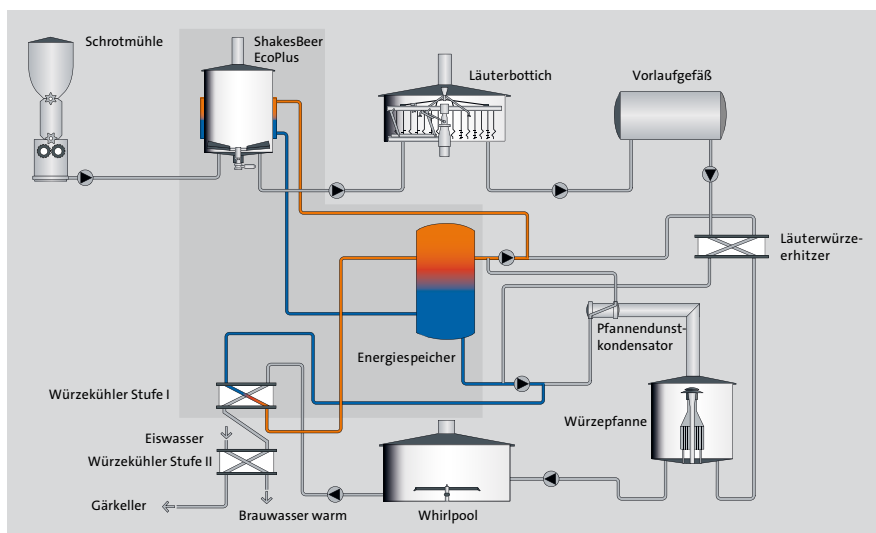 Schrotmühle
ShakesBeer
EcoPlus
Läuterbottich
Vorlaufgefäß
Läuterwürze-
erhitzer
Pfannendunst-
kondensator
Energiespeicher
Würzekühler Stufe I
Würzepfanne
Eiswasser
Würzekühler Stufe II
Gärkeller
Brauwasser warm
Whirlpool